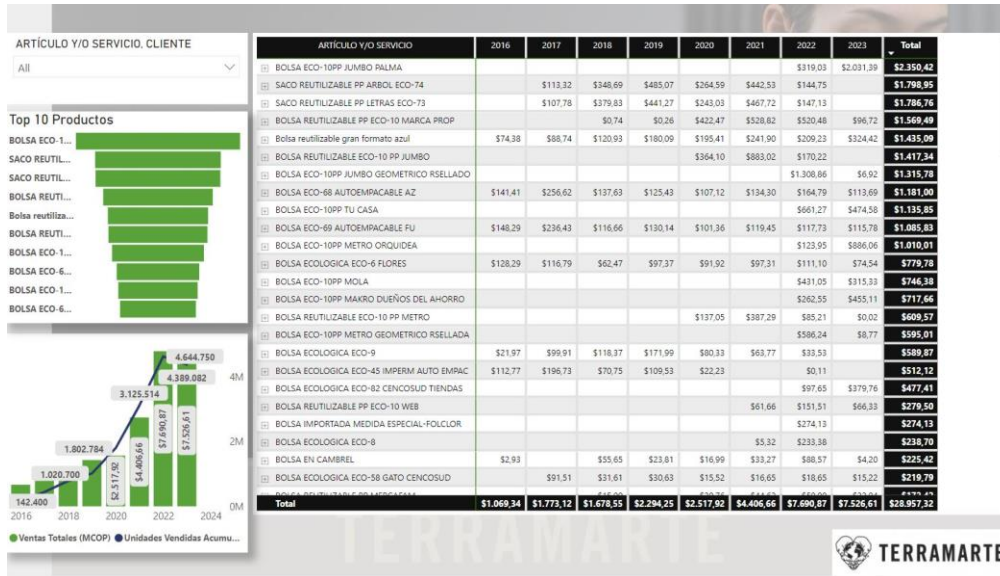 ARTÍCULO Y/O SERVICIO, CLIENTE
All
Top 10 Productos
BOLSA ECO-1...
SACO REUTIL...
SACO REUTIL...
BOLSA REUTI...
Bolsa reutiliza...
BOLSA REUTI...
BOLSA ECO-1...
BOLSA ECO-6...
BOLSA ECO-1...
BOLSA ECO-6...
4.644.750
4.389.082
4M
3.125.514
1.802.784
2M
1.020.700
142.400
0M
$2.517,92
$4.406,66
$7.690,87
$7.526,61
2016 2018 2020 2022 2024
Ventas Totales (MCOP) Unidades Vendidas Acumu...
ARTÍCULO Y/O SERVICIO 2016 2017 2018 2019 2020 2021 2022 2023 Total
BOLSA ECO-10PP JUMBO PALMA $319,03 $2.031,39 $2.350,42
SACO REUTILIZABLE PP ARBOL ECO-74 $113,32 $348,69 $485,07 $264,59 $442,53 $144,75 $1.798,95
SACO REUTILIZABLE PP LETRAS ECO-73 $107,78 $379,83 $441,27 $243,03 $467,72 $147,13 $1.786,76
BOLSA REUTILIZABLE PP ECO-10 MARCA PROP $0,74 $0,26 $422,47 $528,82 $520,48 $96,72 $1.569,49
Bolsa reutilizable gran formato azul $74,38 $88,74 $120,93 $180,09 $195,41 $241,90 $209,23 $324,42 $1.435,09
BOLSA REUTILIZABLE ECO-10 PP JUMBO $364,10 $883,02 $170,22 $1.417,34
BOLSA ECO-10PP JUMBO GEOMETRICO RSELLADO $1.308,86 $6,92 $1.315,78
BOLSA ECO-68 AUTOEMPACABLE AZ $141,41 $256,62 $137,63 $125,43 $107,12 $134,30 $164,79 $113,69 $1.181,00
BOLSA ECO-10PP TU CASA $661,27 $474,58 $1.135,85
BOLSA ECO-69 AUTOEMPACABLE FU $148,29 $236,43 $116,66 $130,14 $101,36 $119,45 $117,73 $115,78 $1.085,83
BOLSA ECO-10PP METRO ORQUIDEA $123,95 $886,06 $1.010,01
BOLSA ECOLOGICA ECO-6 FLORES $128,29 $116,79 $62,47 $97,37 $91,92 $97,31 $111,10 $74,54 $779,78
BOLSA ECO-10PP MOLA $431,05 $315,33 $746,38
BOLSA ECO-10PP MAKRO DUEÑOS DEL AHORRO $262,55 $455,11 $717,66
BOLSA REUTILIZABLE ECO-10 PP METRO $137,05 $387,29 $85,21 $0,02 $609,57
BOLSA ECO-10PP METRO GEOMETRICO RSELLADA $586,24 $8,77 $595,01
BOLSA ECOLOGICA ECO-9 $21,97 $99,91 $118,37 $171,99 $80,33 $63,77 $33,53 $589,87
BOLSA ECOLOGICA ECO-45 IMPERM AUTO EMPAC $112,77 $196,73 $70,75 $109,53 $22,23 $0,11 $512,12
BOLSA ECOLOGICA ECO-82 CENCOSUD TIENDAS $97,65 $379,76 $477,41
BOLSA REUTILIZABLE PP ECO-10 WEB $61,66 $151,51 $66,33 $279,50
BOLSA IMPORTADA MEDIDA ESPECIAL-FOLCLOR $274,13 $274,13
BOLSA ECOLOGICA ECO-8 $5,32 $233,38 $238,70
BOLSA EN CAMBREL $2,93 $55,65 $23,81 $16,99 $33,27 $88,57 $4,20 $225,42
BOLSA ECOLOGICA ECO-58 GATO CENCOSUD $91,51 $31,61 $30,63 $15,52 $16,65 $18,65 $15,22 $219,79
Total $1.069,34 $1.773,12 $1.678,55 $2.294,25 $2.517,92 $4.406,66 $7.690,87 $7.526,61 $28.957,32
TERRAMARTE
TERRAMARTE